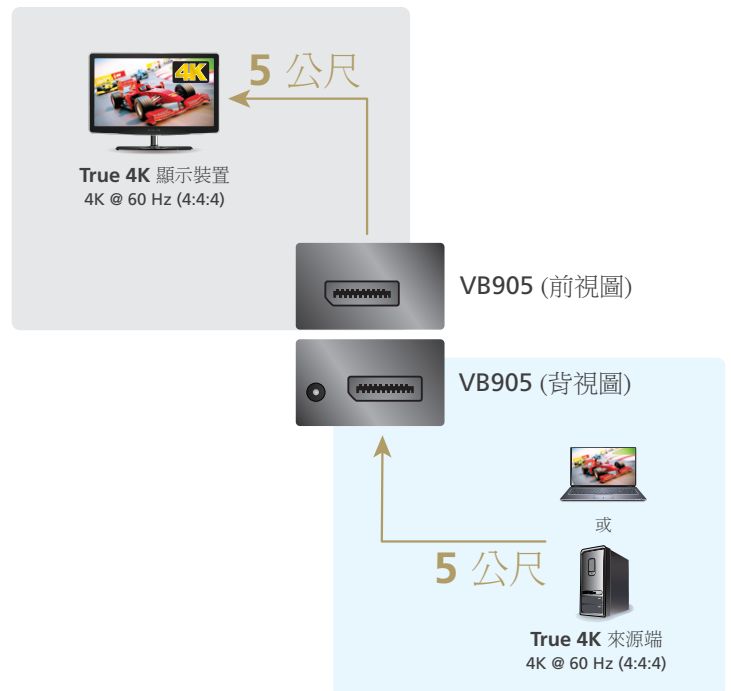 4K
5 公尺
True 4K 顯示裝置
4K @ 60 Hz (4:4:4)
VB905 (前視圖)
VB905 (背視圖)
或
5 公尺
True 4K 來源端
4K @ 60 Hz (4:4:4)